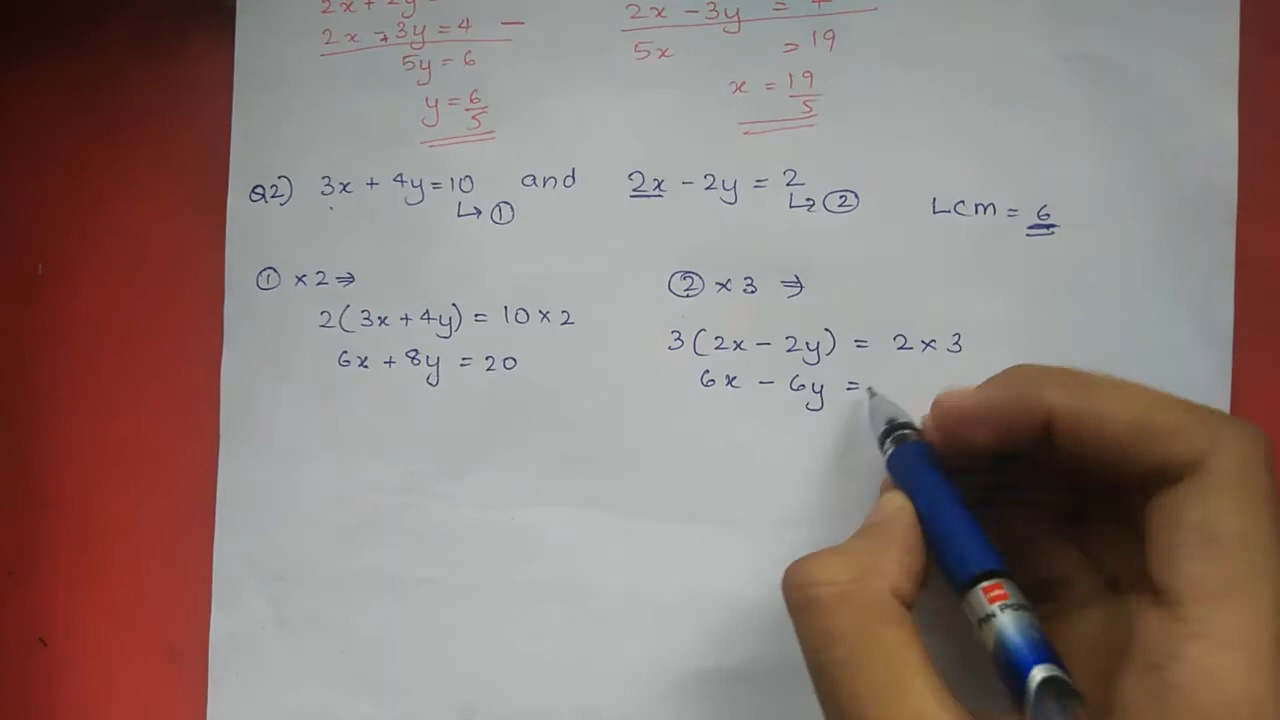 2x + 2y
2x - 3y = 4 —
5y = 6
y = 6/5
2x - 3y =
5x = 19
x = 19/5
Q2) 3x + 4y = 10 and 2x - 2y = 2
↳ ① ↳ ② LCM = 6
① × 2 ⇒
2(3x + 4y) = 10 × 2
6x + 8y = 20
② × 3 ⇒
3(2x - 2y) = 2 × 3
6x - 6y =